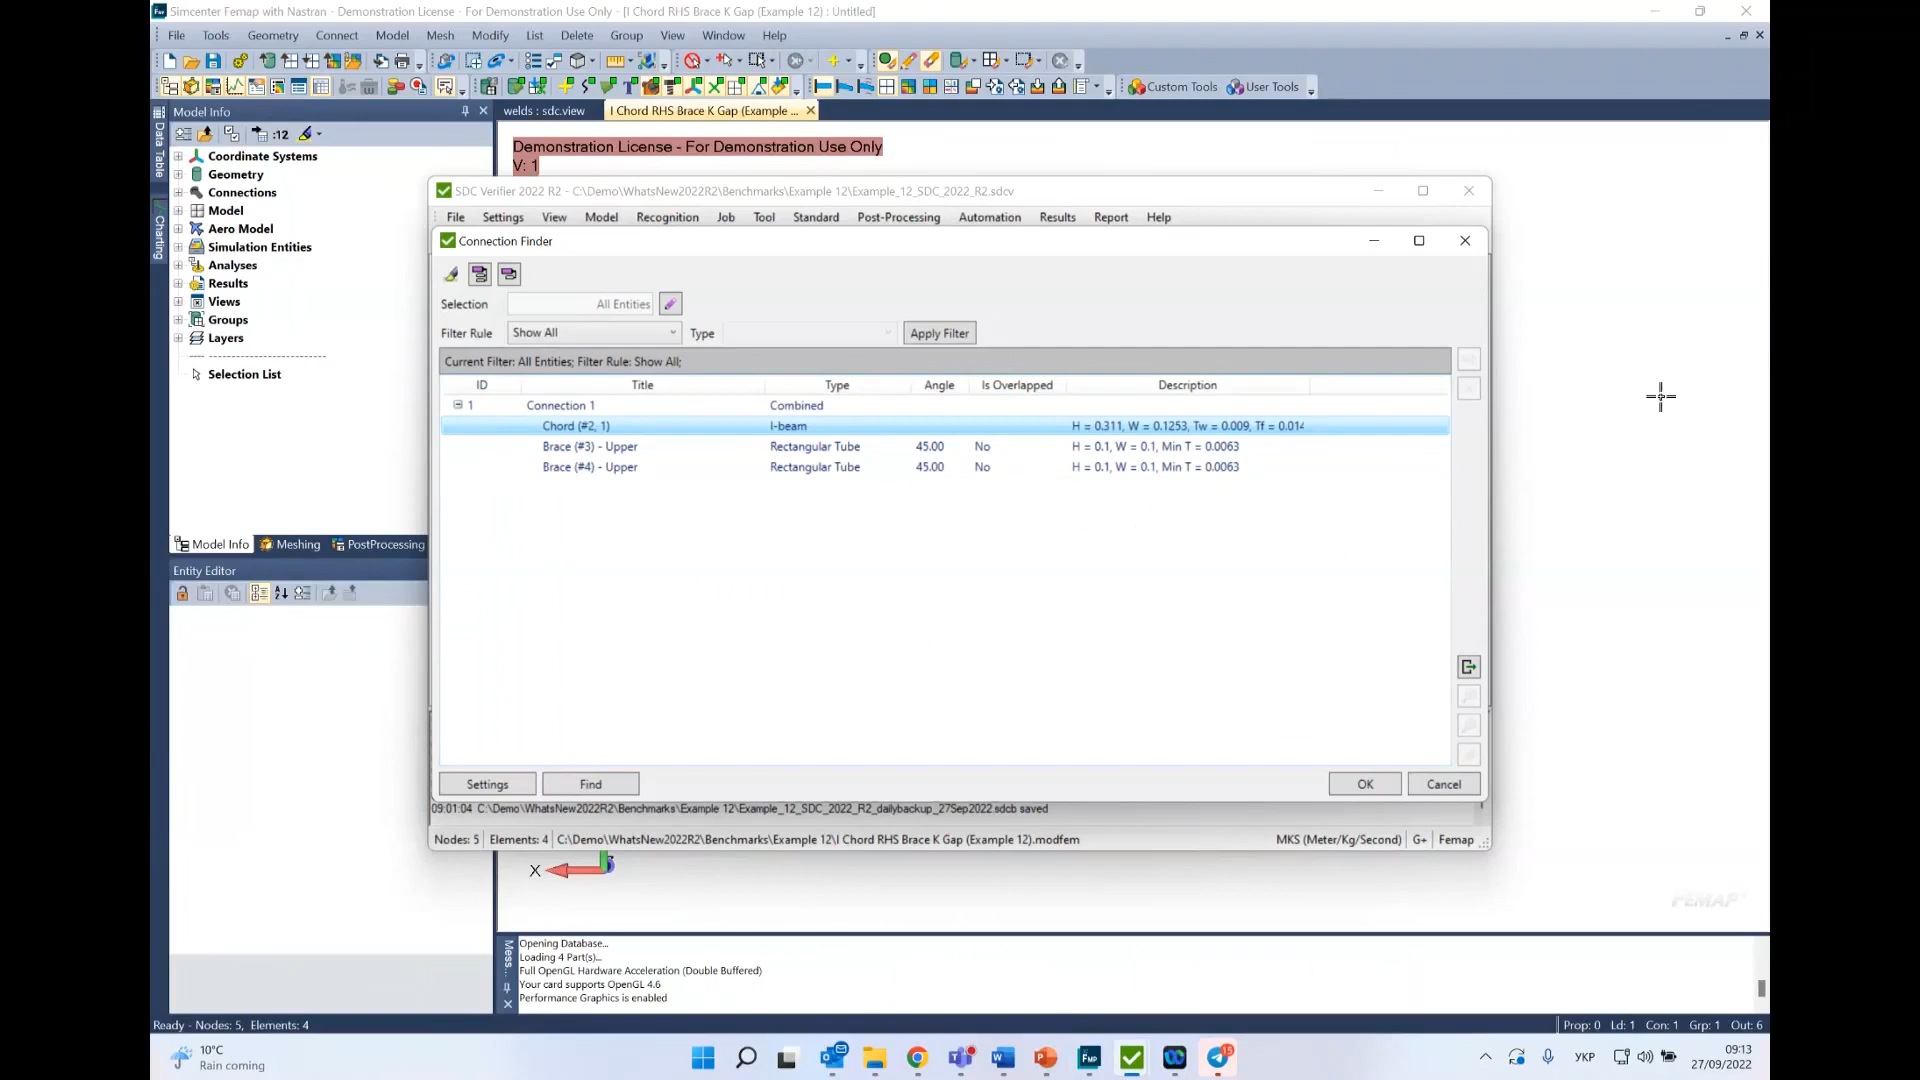 Simcenter Femap with Nastran - Demonstration License - For Demonstration Use Only - [I Chord RHS Brace K Gap (Example 12) : Untitled]
File Tools Geometry Connect Model Mesh Modify List Delete Group View Window Help
Custom Tools User Tools
Model Info
welds : sdc.view
I Chord RHS Brace K Gap (Example ...
:12
Data Table
Charting
Coordinate Systems
Geometry
Connections
Model
Aero Model
Simulation Entities
Analyses
Results
Views
Groups
Layers
Selection List
Model Info Meshing PostProcessing
Entity Editor
Demonstration License - For Demonstration Use Only
V: 1
SDC Verifier 2022 R2 - C:\Demo\WhatsNew2022R2\Benchmarks\Example 12\Example_12_SDC_2022_R2.sdcv
File Settings View Model Recognition Job Tool Standard Post-Processing Automation Results Report Help
Connection Finder
Selection All Entities
Filter Rule Show All Type Apply Filter
Current Filter: All Entities; Filter Rule: Show All;
ID Title Type Angle Is Overlapped Description
1 Connection 1 Combined
Chord (#2, 1) I-beam H = 0.311, W = 0.1253, Tw = 0.009, Tf = 0.014
Brace (#3) - Upper Rectangular Tube 45.00 No H = 0.1, W = 0.1, Min T = 0.0063
Brace (#4) - Upper Rectangular Tube 45.00 No H = 0.1, W = 0.1, Min T = 0.0063
Settings Find OK Cancel
09:01:04 C:\Demo\WhatsNew2022R2\Benchmarks\Example 12\Example_12_SDC_2022_R2_dailybackup_27Sep2022.sdcb saved
Nodes: 5 Elements: 4 C:\Demo\WhatsNew2022R2\Benchmarks\Example 12\I Chord RHS Brace K Gap (Example 12).modfem MKS (Meter/Kg/Second) G+ Femap
X
FEMAP
Mess...
Opening Database...
Loading 4 Part(s)...
Full OpenGL Hardware Acceleration (Double Buffered)
Your card supports OpenGL 4.6
Performance Graphics is enabled
Ready - Nodes: 5, Elements: 4
Prop: 0 Ld: 1 Con: 1 Grp: 1 Out: 6
10°C
Rain coming
FMP
15
УКР
09:13
27/09/2022